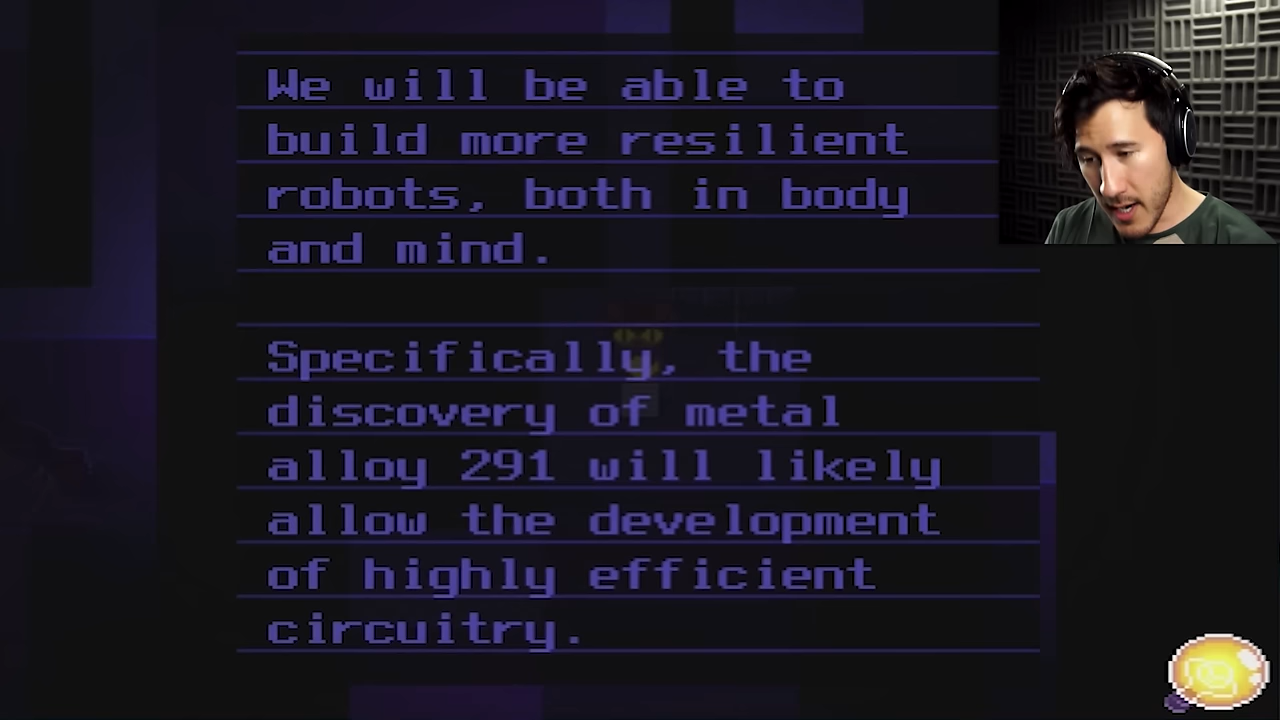 We will be able to
build more resilient
robots, both in body
and mind.
Specifically, the
discovery of metal
alloy 291 will likely
allow the development
of highly efficient
circuitry.